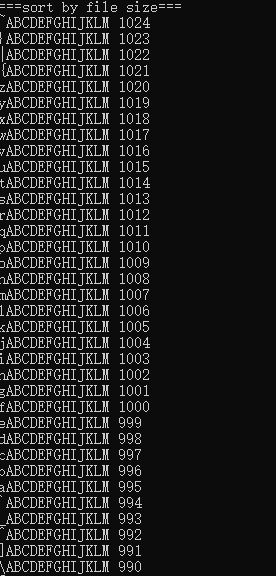 ===sort by file size===
~ABCDEFGHIJKLM 1024
}ABCDEFGHIJKLM 1023
|ABCDEFGHIJKLM 1022
{ABCDEFGHIJKLM 1021
zABCDEFGHIJKLM 1020
yABCDEFGHIJKLM 1019
xABCDEFGHIJKLM 1018
wABCDEFGHIJKLM 1017
vABCDEFGHIJKLM 1016
uABCDEFGHIJKLM 1015
tABCDEFGHIJKLM 1014
sABCDEFGHIJKLM 1013
rABCDEFGHIJKLM 1012
qABCDEFGHIJKLM 1011
pABCDEFGHIJKLM 1010
oABCDEFGHIJKLM 1009
nABCDEFGHIJKLM 1008
mABCDEFGHIJKLM 1007
lABCDEFGHIJKLM 1006
kABCDEFGHIJKLM 1005
jABCDEFGHIJKLM 1004
iABCDEFGHIJKLM 1003
hABCDEFGHIJKLM 1002
gABCDEFGHIJKLM 1001
fABCDEFGHIJKLM 1000
eABCDEFGHIJKLM 999
dABCDEFGHIJKLM 998
cABCDEFGHIJKLM 997
bABCDEFGHIJKLM 996
aABCDEFGHIJKLM 995
`ABCDEFGHIJKLM 994
_ABCDEFGHIJKLM 993
^ABCDEFGHIJKLM 992
]ABCDEFGHIJKLM 991
\ABCDEFGHIJKLM 990